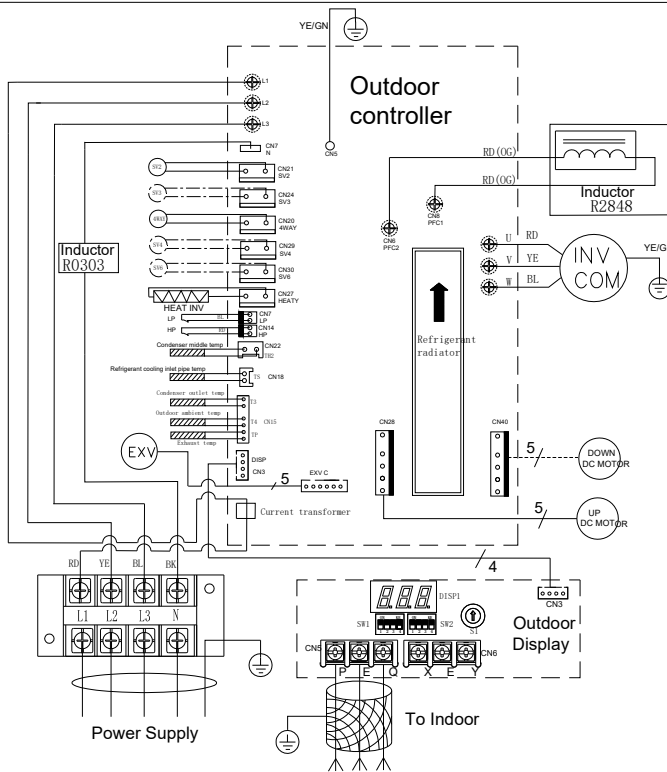 YE/GN
Outdoor
controller
L1
L2
L3
CN7
N
CN5
SV2
CN21
SV2
SV3
CN24
SV3
4WAY
CN20
4WAY
SV4
CN29
SV4
SV6
CN30
SV6
CN27
HEATY
HEAT INV
LP
BL
CN7
LP
HP
RD
CN14
HP
Condenser middle temp
CN22
TH2
Refrigerant cooling inlet pipe temp
TS
CN18
Condenser outlet temp
T3
Outdoor ambient temp
T4
CN15
Exhaust temp
TP
Inductor
R0303
EXV
DISP
CN3
5
EXV C
Current transformer
RD(OG)
RD(OG)
CN8
PFC1
CN6
PFC2
Inductor
R2848
U
RD
V
YE
W
BL
INV
COM
YE/G
Refrigerant
radiator
CN28
CN40
5
DOWN
DC MOTOR
5
UP
DC MOTOR
4
RD
YE
BL
BK
L1
L2
L3
N
Power Supply
DISP1
CN3
SW1
SW2
S1
Outdoor
Display
CN5
P
E
Q
X
E
Y
CN6
To Indoor